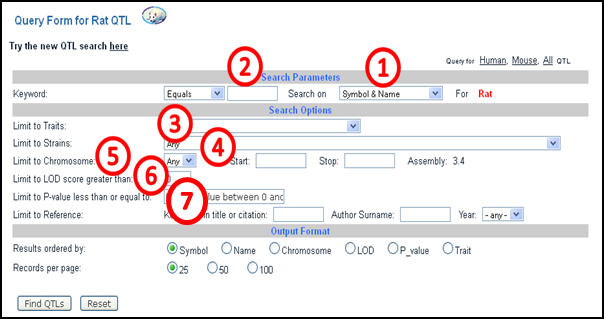 Query Form for Rat QTL
Try the new QTL search here
Query for Human, Mouse, All QTL
1
2
Search Parameters
Keyword: Equals Search on Symbol & Name For Rat
Search Options
3
Limit to Traits:
4
Limit to Strains: Any
5
Limit to Chromosome: Any Start: Stop: Assembly: 3.4
6
Limit to LOD score greater than: 0
7
Limit to P-value less than or equal to: lue between 0 and
Limit to Reference: in title or citation: Author Surname: Year: - any -
Output Format
Results ordered by: Symbol Name Chromosome LOD P_value Trait
Records per page: 25 50 100
Find QTLs Reset